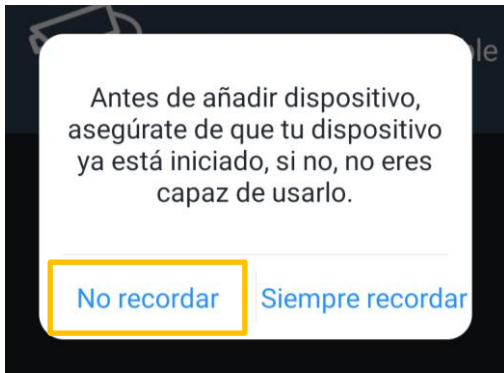 ble
Antes de añadir dispositivo,
asegúrate de que tu dispositivo
ya está iniciado, si no, no eres
capaz de usarlo.
No recordar
Siempre recordar